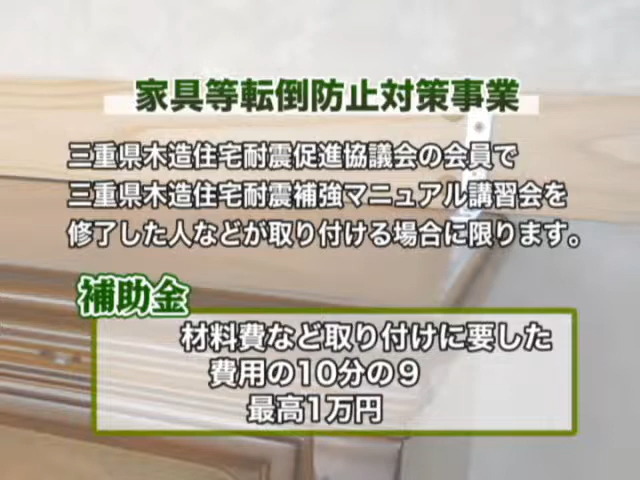 家具等転倒防止対策事業
三重県木造住宅耐震促進協議会の会員で
三重県木造住宅耐震補強マニュアル講習会を
修了した人などが取り付ける場合に限ります。
補助金
材料費など取り付けに要した
費用の10分の9
最高1万円